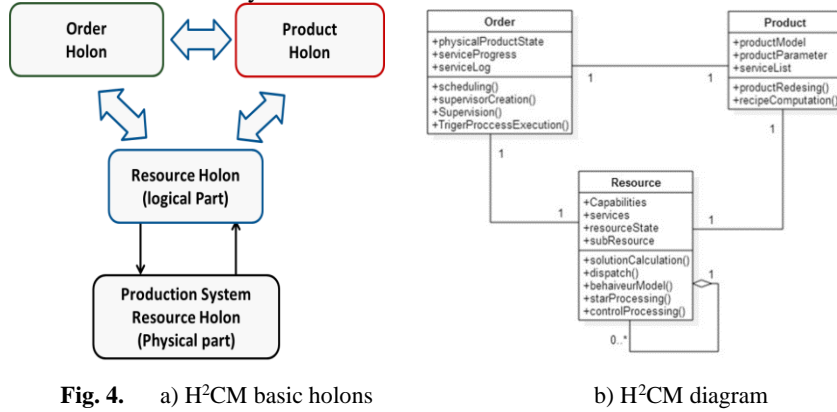 Order
Holon
Product
Holon
Resource Holon
(logical Part)
Production System
Resource Holon
(Physical part)
Order
+physicalProductState
+serviceProgress
+serviceLog
+scheduling()
+supervisorCreation()
+Supervision()
+TrigerProccessExecution()
Product
+productModel
+productParameter
+serviceList
+productRedesing()
+recipeComputation()
1
1
1
1
1
1
Resource
+Capabilities
+services
+resourceState
+subResource
+solutionCalculation()
+dispatch()
+behaiveurModel()
+starProcessing()
+controlProcessing()
1
0..*
Fig. 4. a) H²CM basic holons b) H²CM diagram